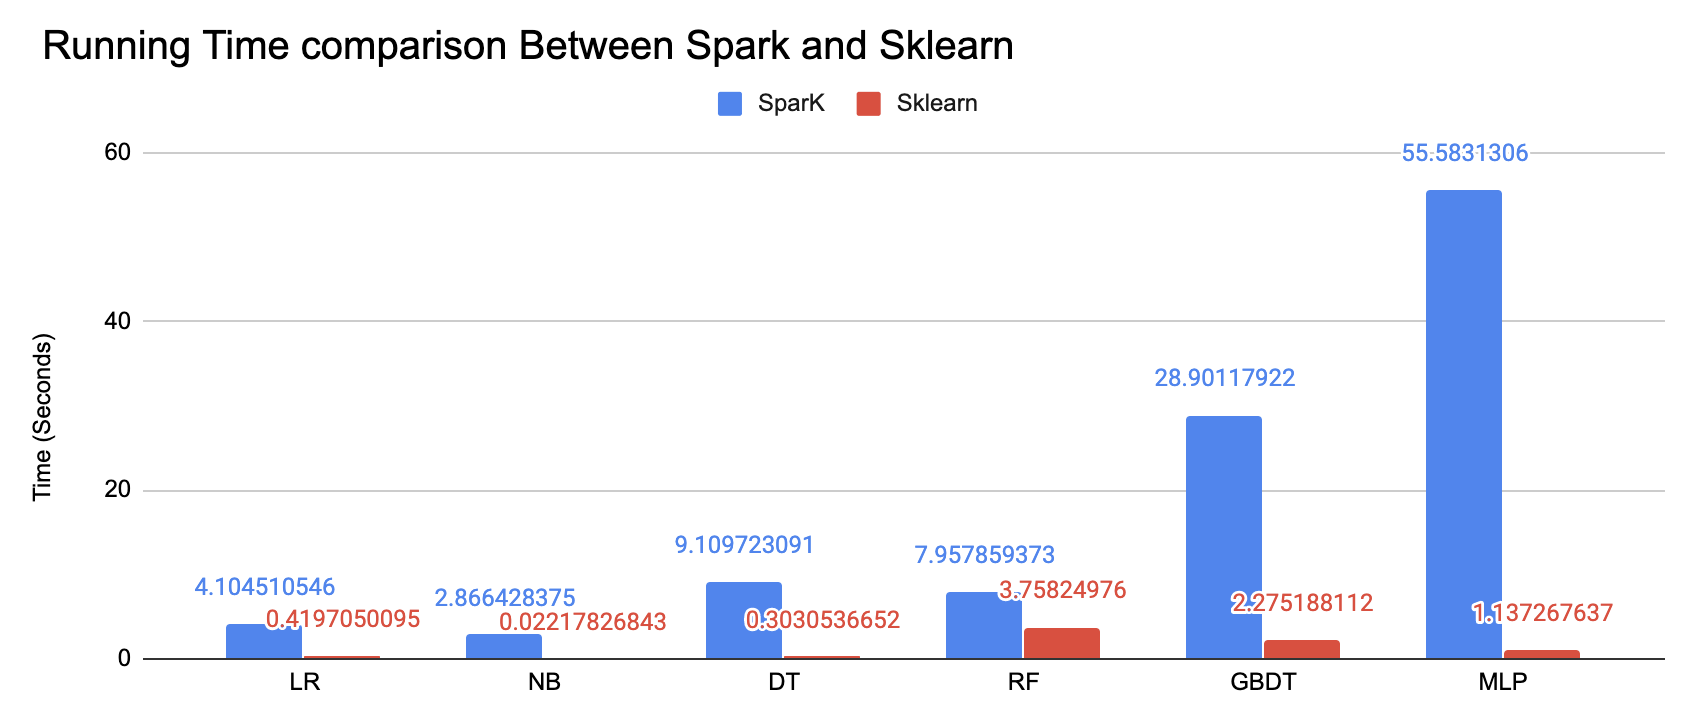 Running Time comparison Between Spark and Sklearn
SparK
Sklearn
Time (Seconds)
60
40
20
0
4.104510546
0.4197050095
2.866428375
0.02217826843
9.109723091
0.3030536652
7.957859373
3.75824976
28.90117922
2.275188112
55.5831306
1.137267637
LR
NB
DT
RF
GBDT
MLP